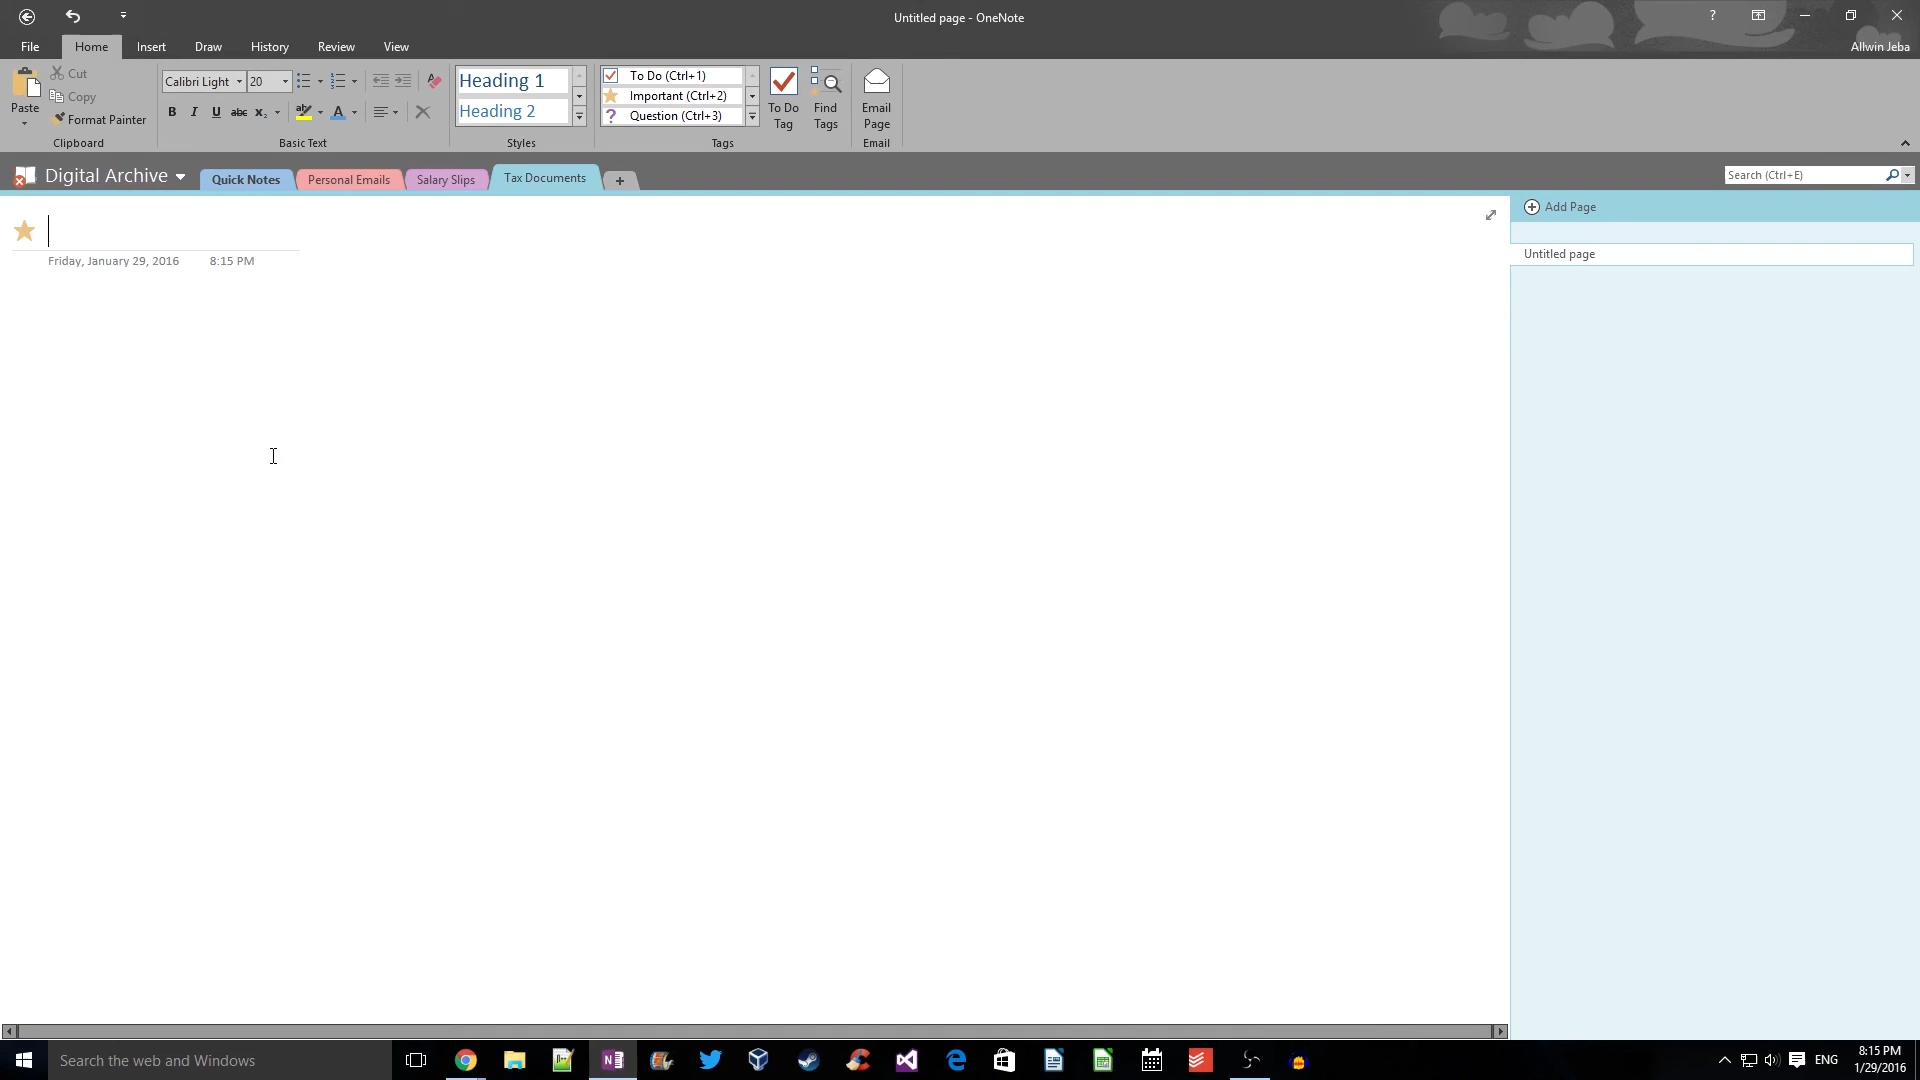 Untitled page - OneNote
?
File Home Insert Draw History Review View
Allwin Jeba
Paste
Cut
Copy
Format Painter
Clipboard
Calibri Light 20
B I U abc X₂ ab A
Basic Text
Heading 1
Heading 2
Styles
To Do (Ctrl+1)
Important (Ctrl+2)
? Question (Ctrl+3)
To Do
Tag
Find
Tags
Tags
Email
Page
Email
Digital Archive
Quick Notes Personal Emails Salary Slips Tax Documents +
Search (Ctrl+E)
Add Page
Friday, January 29, 2016 8:15 PM
Untitled page
Search the web and Windows
ENG
8:15 PM
1/29/2016